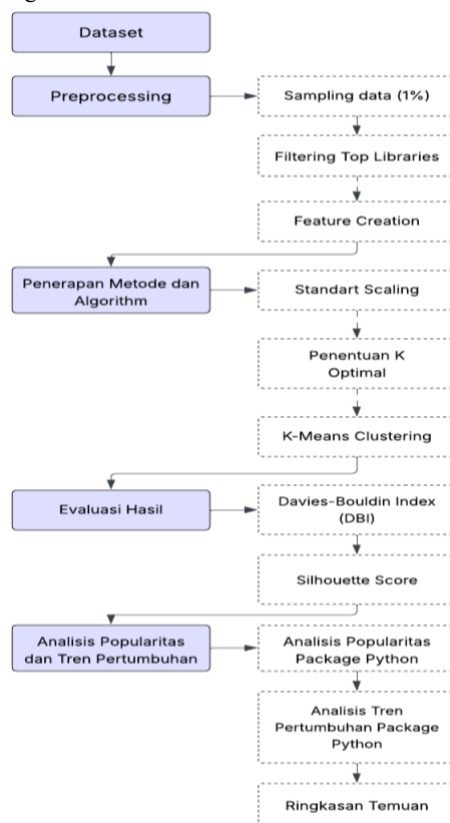 Dataset
Preprocessing
Sampling data (1%)
Filtering Top Libraries
Feature Creation
Penerapan Metode dan
Algorithm
Standart Scaling
Penentuan K
Optimal
K-Means Clustering
Evaluasi Hasil
Davies-Bouldin Index
(DBI)
Silhouette Score
Analisis Popularitas
dan Tren Pertumbuhan
Analisis Popularitas
Package Python
Analisis Tren
Pertumbuhan Package
Python
Ringkasan Temuan